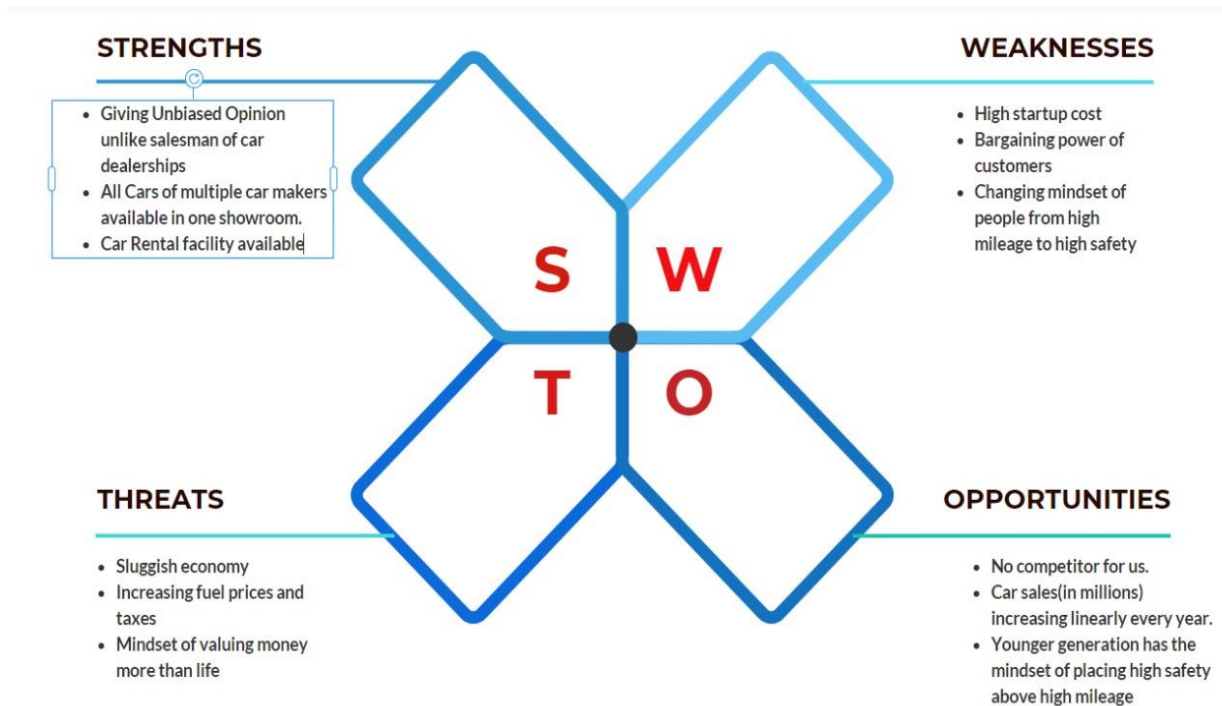 STRENGTHS
• Giving Unbiased Opinion
unlike salesman of car
dealerships
• All Cars of multiple car makers
available in one showroom.
• Car Rental facility available
WEAKNESSES
• High startup cost
• Bargaining power of
customers
• Changing mindset of
people from high
mileage to high safety
S W
T O
THREATS
• Sluggish economy
• Increasing fuel prices and
taxes
• Mindset of valuing money
more than life
OPPORTUNITIES
• No competitor for us.
• Car sales(in millions)
increasing linearly every year.
• Younger generation has the
mindset of placing high safety
above high mileage